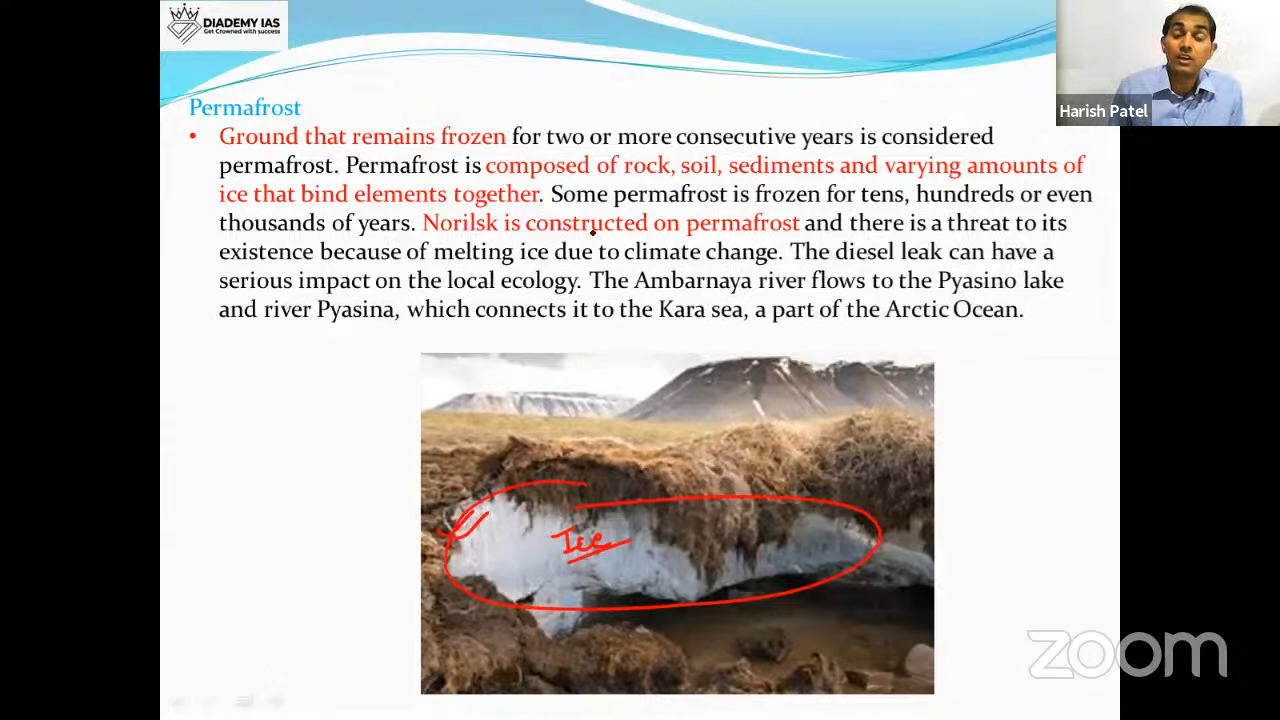 DIADEMY IAS
Get Crowned with success
Harish Patel
Permafrost
• Ground that remains frozen for two or more consecutive years is considered
permafrost. Permafrost is composed of rock, soil, sediments and varying amounts of
ice that bind elements together. Some permafrost is frozen for tens, hundreds or even
thousands of years. Norilsk is constructed on permafrost and there is a threat to its
existence because of melting ice due to climate change. The diesel leak can have a
serious impact on the local ecology. The Ambarnaya river flows to the Pyasino lake
and river Pyasina, which connects it to the Kara sea, a part of the Arctic Ocean.
Ice
zoom